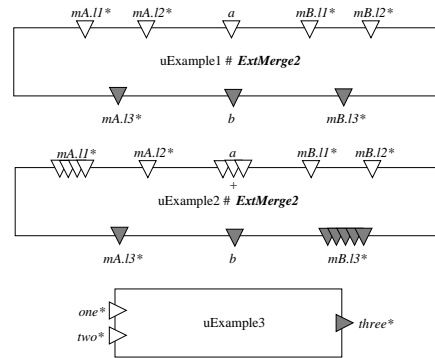 mA.l1* mA.l2* a mB.l1* mB.l2*
uExample1 # ExtMerge2
mA.l3* b mB.l3*
mA.l1* mA.l2* a mB.l1* mB.l2*
+
uExample2 # ExtMerge2
mA.l3* b mB.l3*
one*
uExample3
three*
two*